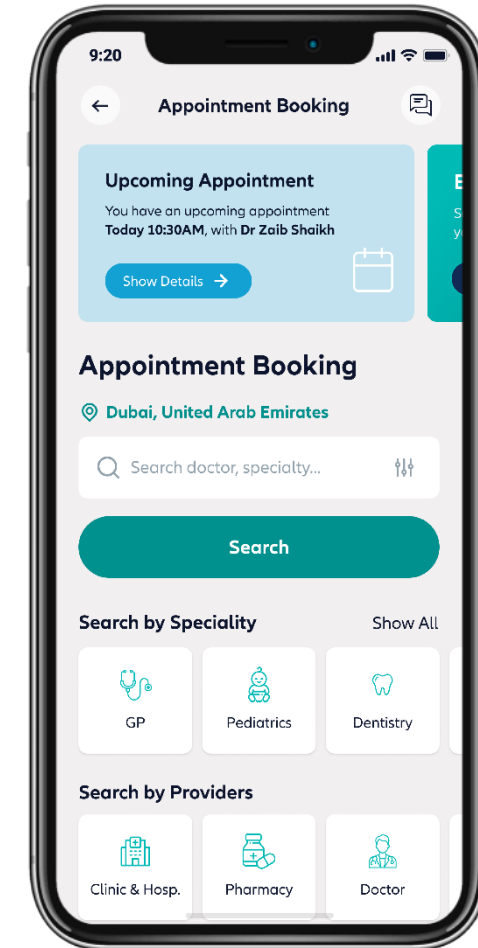 9:20
Appointment Booking
Upcoming Appointment
You have an upcoming appointment
Today 10:30AM, with Dr Zaib Shaikh
Show Details
Appointment Booking
Dubai, United Arab Emirates
Search doctor, specialty...
Search
Search by Speciality
Show All
GP
Pediatrics
Dentistry
Search by Providers
Clinic & Hosp.
Pharmacy
Doctor